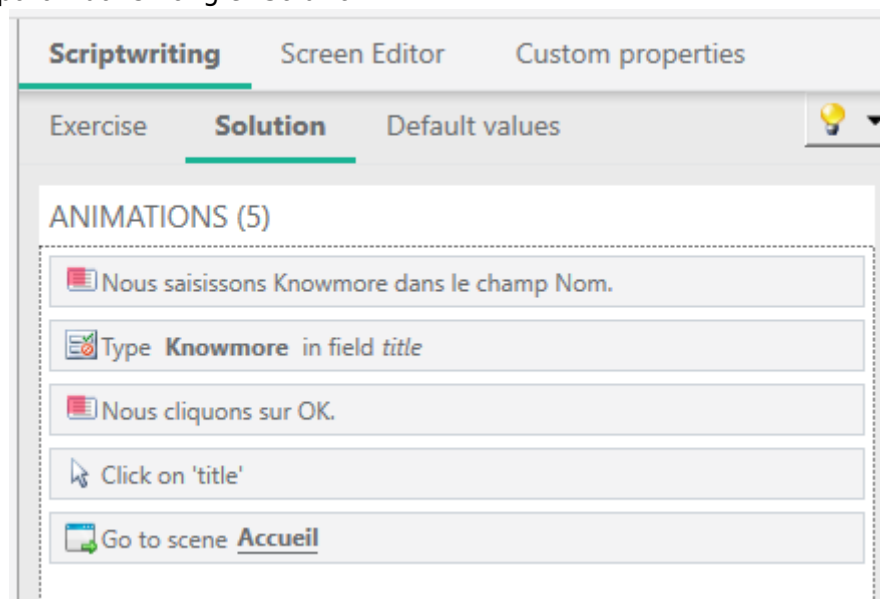 Scriptwriting Screen Editor Custom properties
Exercise Solution Default values
ANIMATIONS (5)
Nous saisissons Knowmore dans le champ Nom.
Type Knowmore in field title
Nous cliquons sur OK.
Click on 'title'
Go to scene Accueil